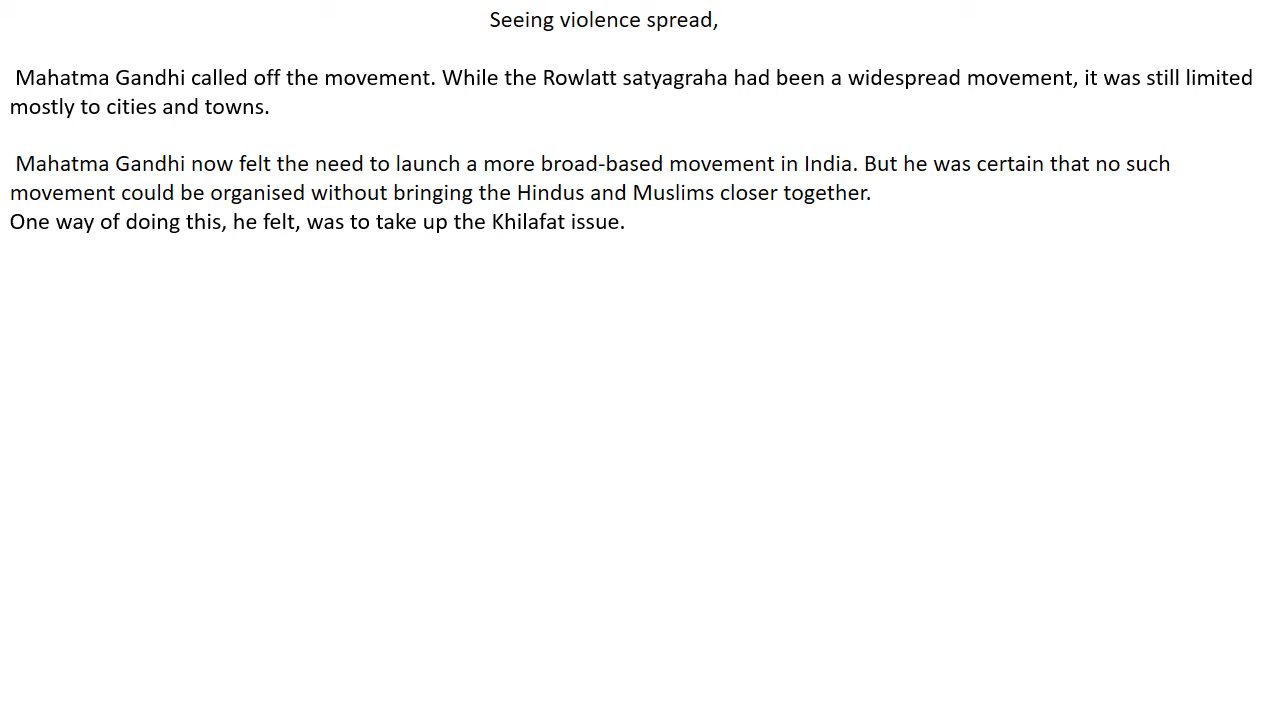 Seeing violence spread,
Mahatma Gandhi called off the movement. While the Rowlatt satyagraha had been a widespread movement, it was still limited
mostly to cities and towns.
Mahatma Gandhi now felt the need to launch a more broad-based movement in India. But he was certain that no such
movement could be organised without bringing the Hindus and Muslims closer together.
One way of doing this, he felt, was to take up the Khilafat issue.